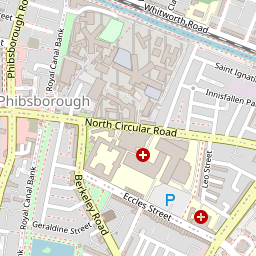 Whitworth Road
Phibsborough Road
Royal Canal Bank
Saint Ignati
Innisfallen Pa
Phibsborough
North Circular Road
Royal Canal Bank
Berkeley Road
Eccles Street
Leo Street
P
Geraldine Street